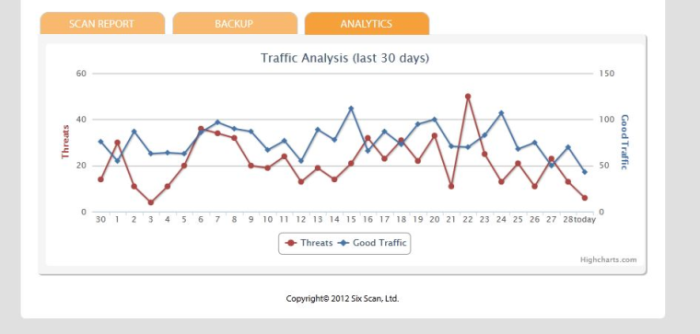 SCAN REPORT BACKUP ANALYTICS
Traffic Analysis (last 30 days)
60 150
40 100
20 50
0 0
Threats
Good Traffic
30 1 2 3 4 5 6 7 8 9 10 11 12 13 14 15 16 17 18 19 20 21 22 23 24 25 26 27 28 today
Threats Good Traffic
Highcharts.com
Copyright© 2012 Six Scan, Ltd.